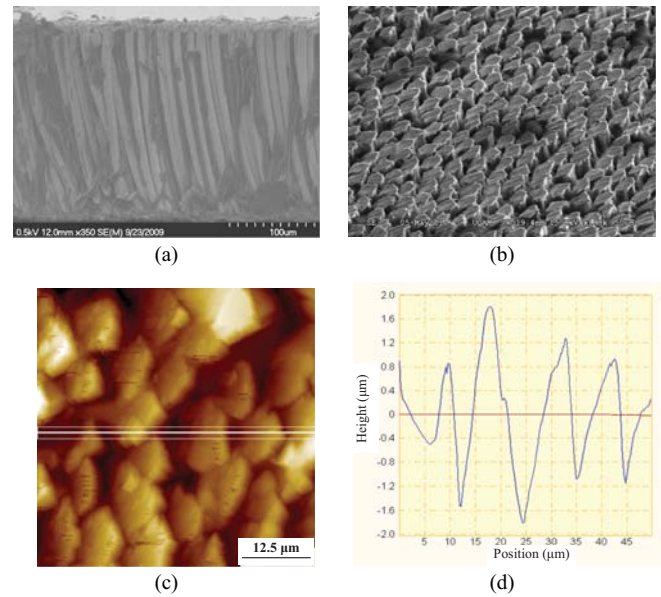 0.5kV 12.0mm x350 SE(M) 9/23/2009
100um
(a)
(b)
12.5 µm
(c)
Height (µm)
2.0
1.6
1.2
0.8
0.4
0
-0.4
-0.8
-1.2
-1.6
-2.0
5 10 15 20 25 30 35 40 45
Position (µm)
(d)